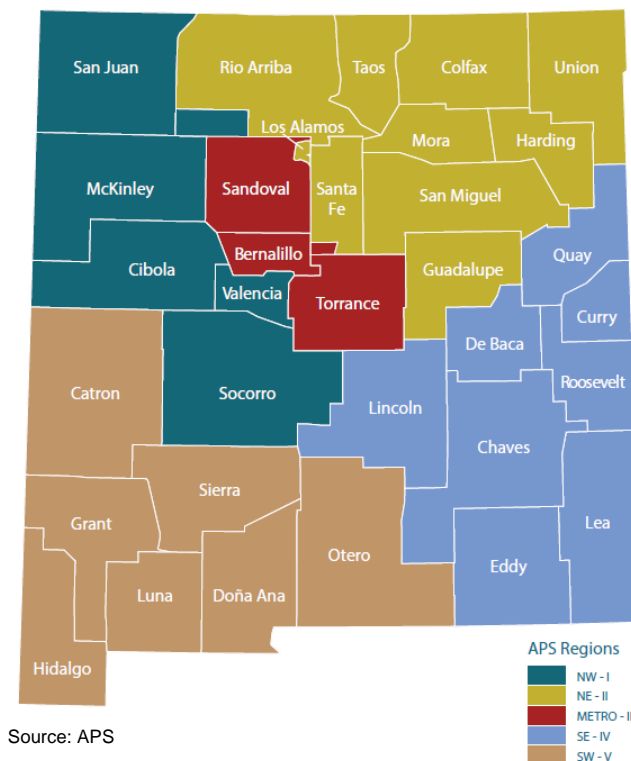 San Juan
Rio Arriba
Taos
Colfax
Union
Los Alamos
Mora
Harding
McKinley
Sandoval
Santa
Fe
San Miguel
Cibola
Bernalillo
Valencia
Torrance
Guadalupe
Quay
Curry
De Baca
Roosevelt
Catron
Socorro
Lincoln
Chaves
Sierra
Grant
Lea
Otero
Eddy
Luna
Doña Ana
Hidalgo
APS Regions
NW - I
NE - II
METRO - II
SE - IV
SW - V
Source: APS